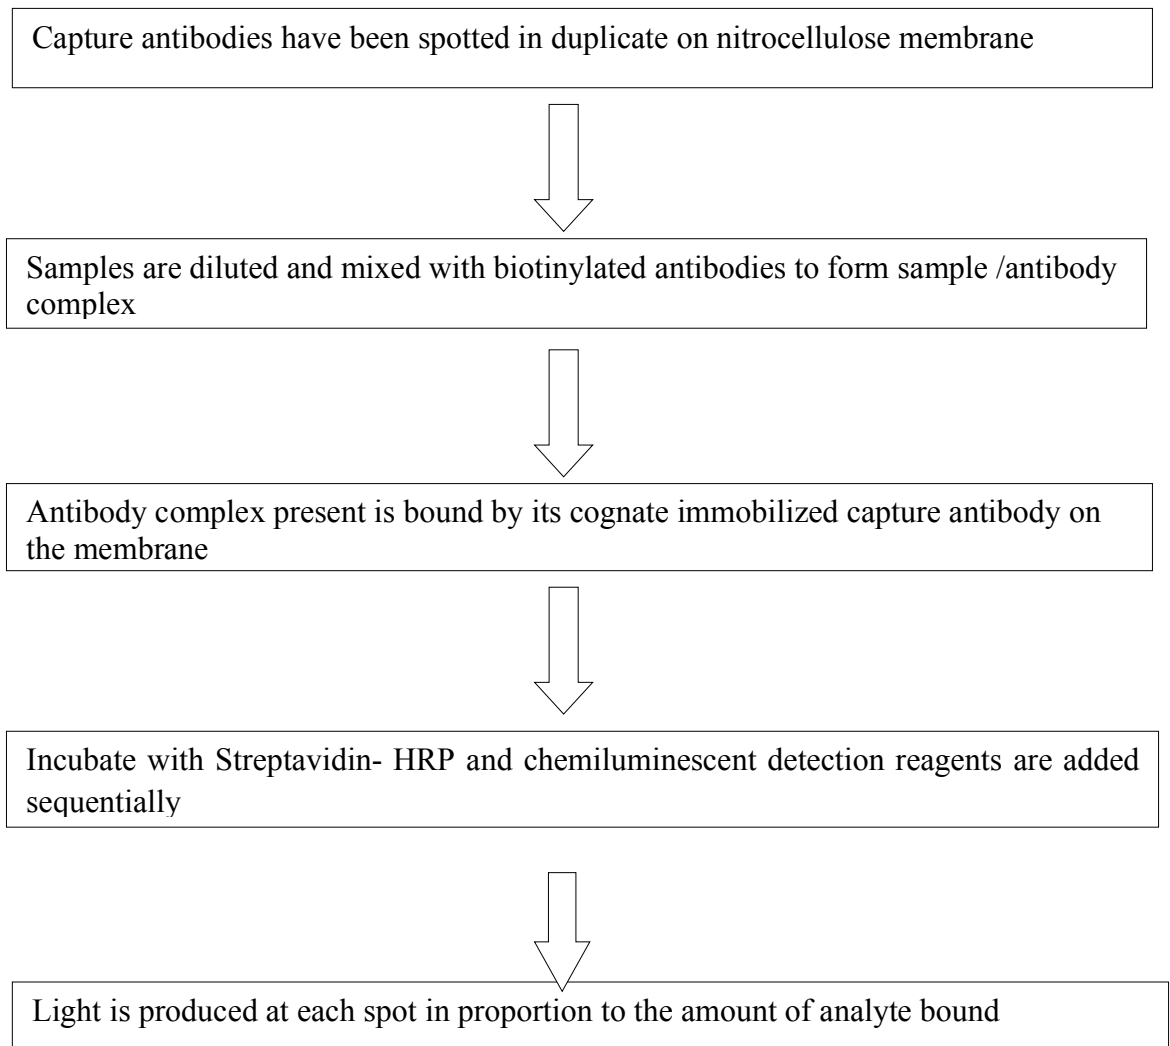 Capture antibodies have been spotted in duplicate on nitrocellulose membrane
Samples are diluted and mixed with biotinylated antibodies to form sample /antibody
complex
Antibody complex present is bound by its cognate immobilized capture antibody on
the membrane
Incubate with Streptavidin- HRP and chemiluminescent detection reagents are added
sequentially
Light is produced at each spot in proportion to the amount of analyte bound